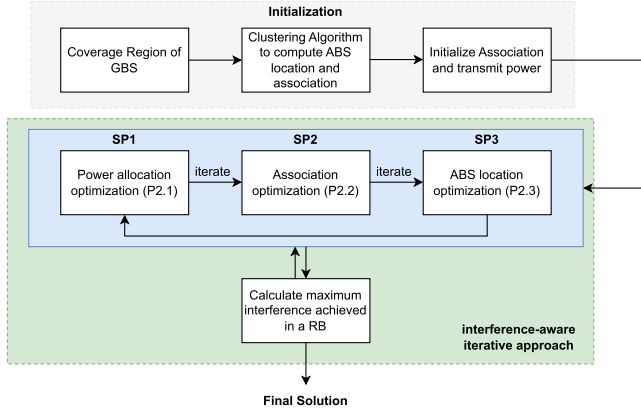 Initialization
Coverage Region of
GBS
Clustering Algorithm
to compute ABS
location and
association
Initialize Association
and transmit power
SP1
SP2
SP3
Power allocation
optimization (P2.1)
iterate
Association
optimization (P2.2)
iterate
ABS location
optimization (P2.3)
Calculate maximum
interference achieved
in a RB
interference-aware
iterative approach
Final Solution